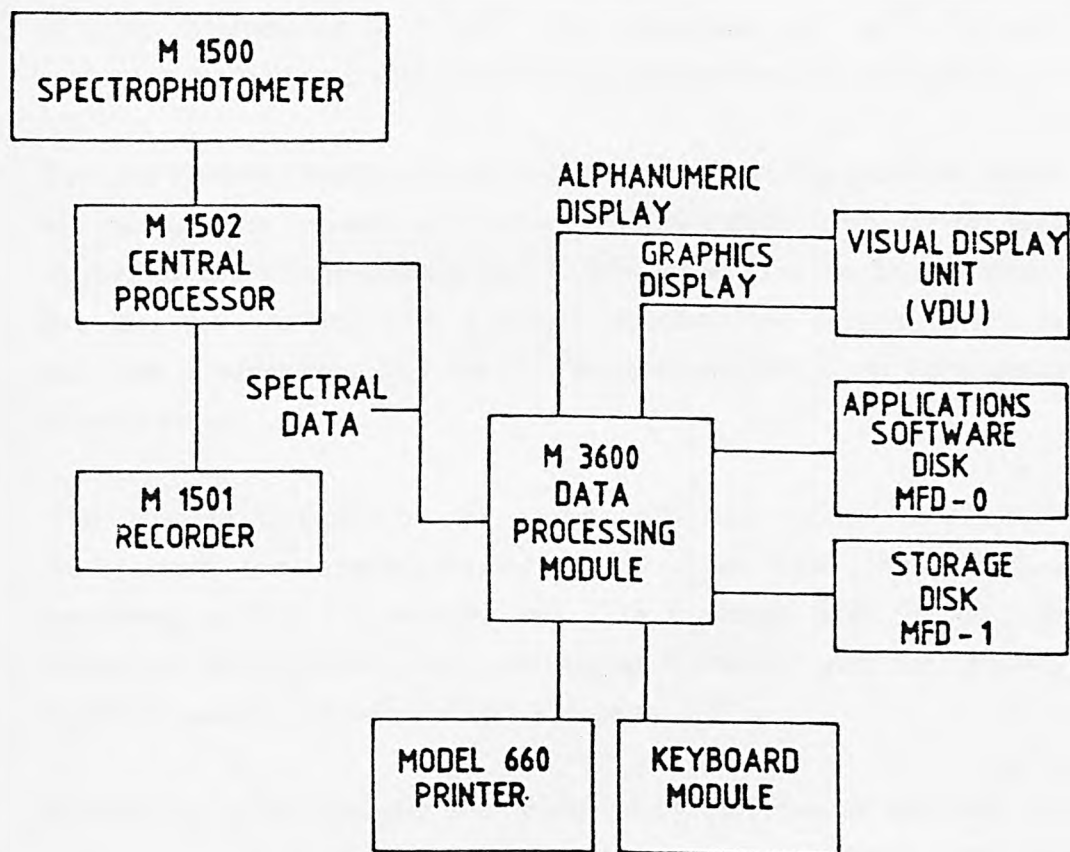 M 1500
SPECTROPHOTOMETER
M 1502
CENTRAL
PROCESSOR
M 1501
RECORDER
SPECTRAL
DATA
ALPHANUMERIC
DISPLAY
GRAPHICS
DISPLAY
VISUAL DISPLAY
UNIT
(VDU)
APPLICATIONS
SOFTWARE
DISK
MFD-0
M 3600
DATA
PROCESSING
MODULE
STORAGE
DISK
MFD-1
MODEL 660
PRINTER
KEYBOARD
MODULE